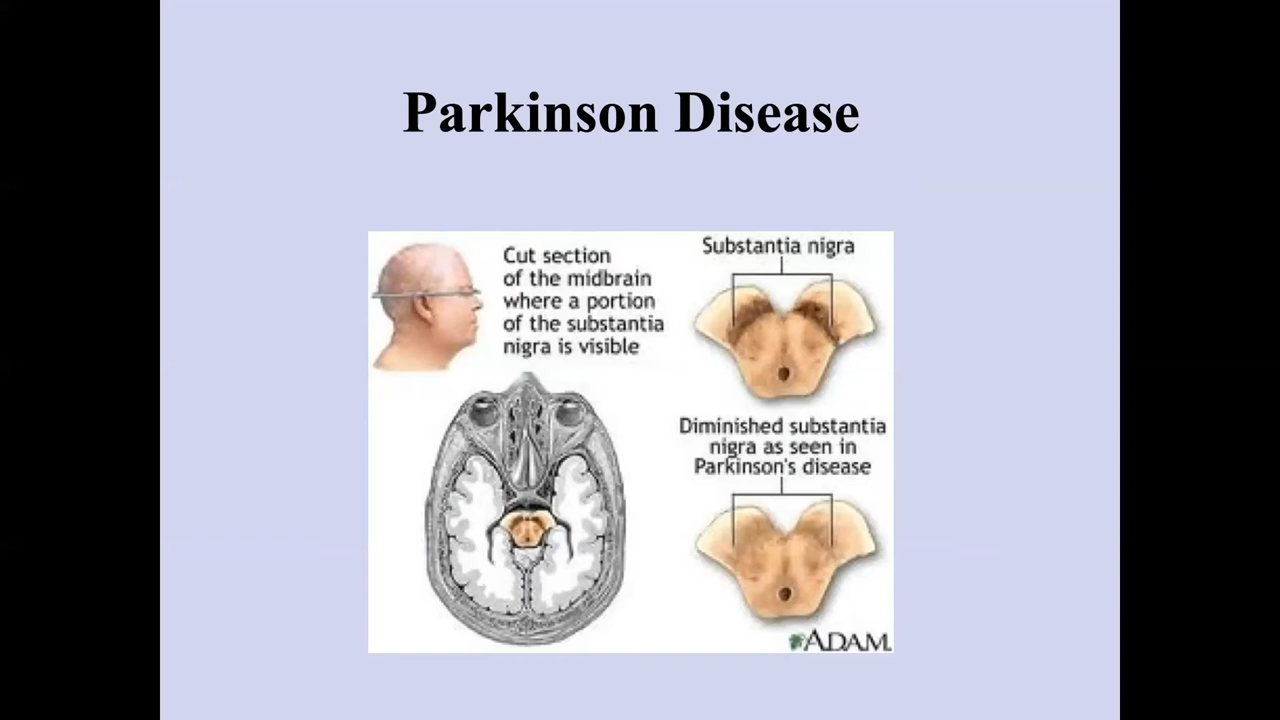 Parkinson Disease
Cut section
of the midbrain
where a portion
of the substantia
nigra is visible
Substantia nigra
Diminished substantia
nigra as seen in
Parkinson's disease
ADAM.